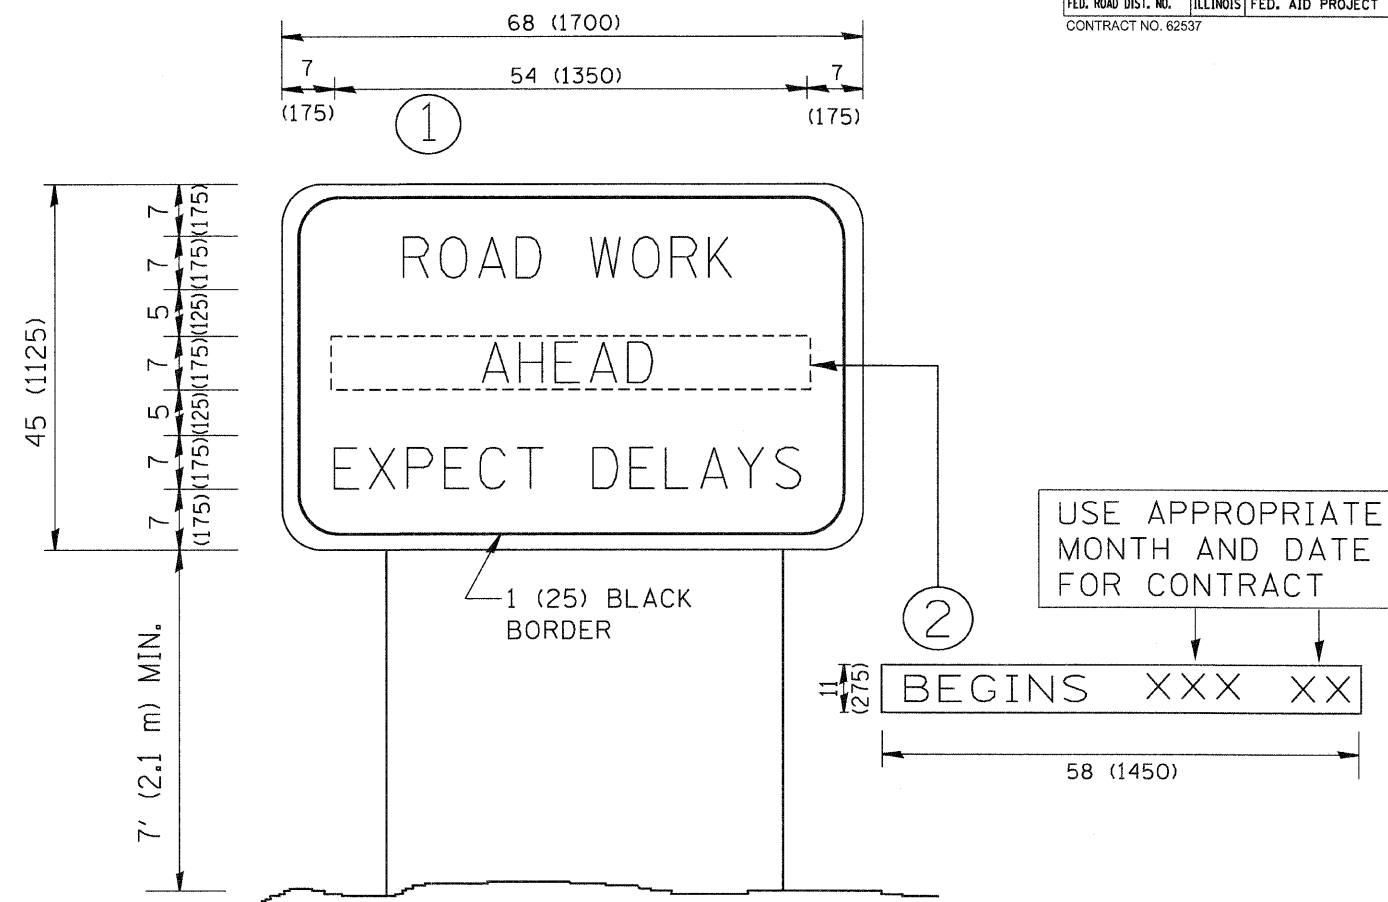 FED. ROAD DIST. NO. ILLINOIS FED. AID PROJECT
CONTRACT NO. 62537
68 (1700)
7 54 (1350) 7
(175) (175)
1
45 (1125)
7 (175)
7 (175)
5 (125)
7 (175)
5 (125)
7 (175)
7 (175)
ROAD WORK
AHEAD
EXPECT DELAYS
1 (25) BLACK
BORDER
7' (2.1 m) MIN.
USE APPROPRIATE
MONTH AND DATE
FOR CONTRACT
2
11 (275)
BEGINS XXX XX
58 (1450)